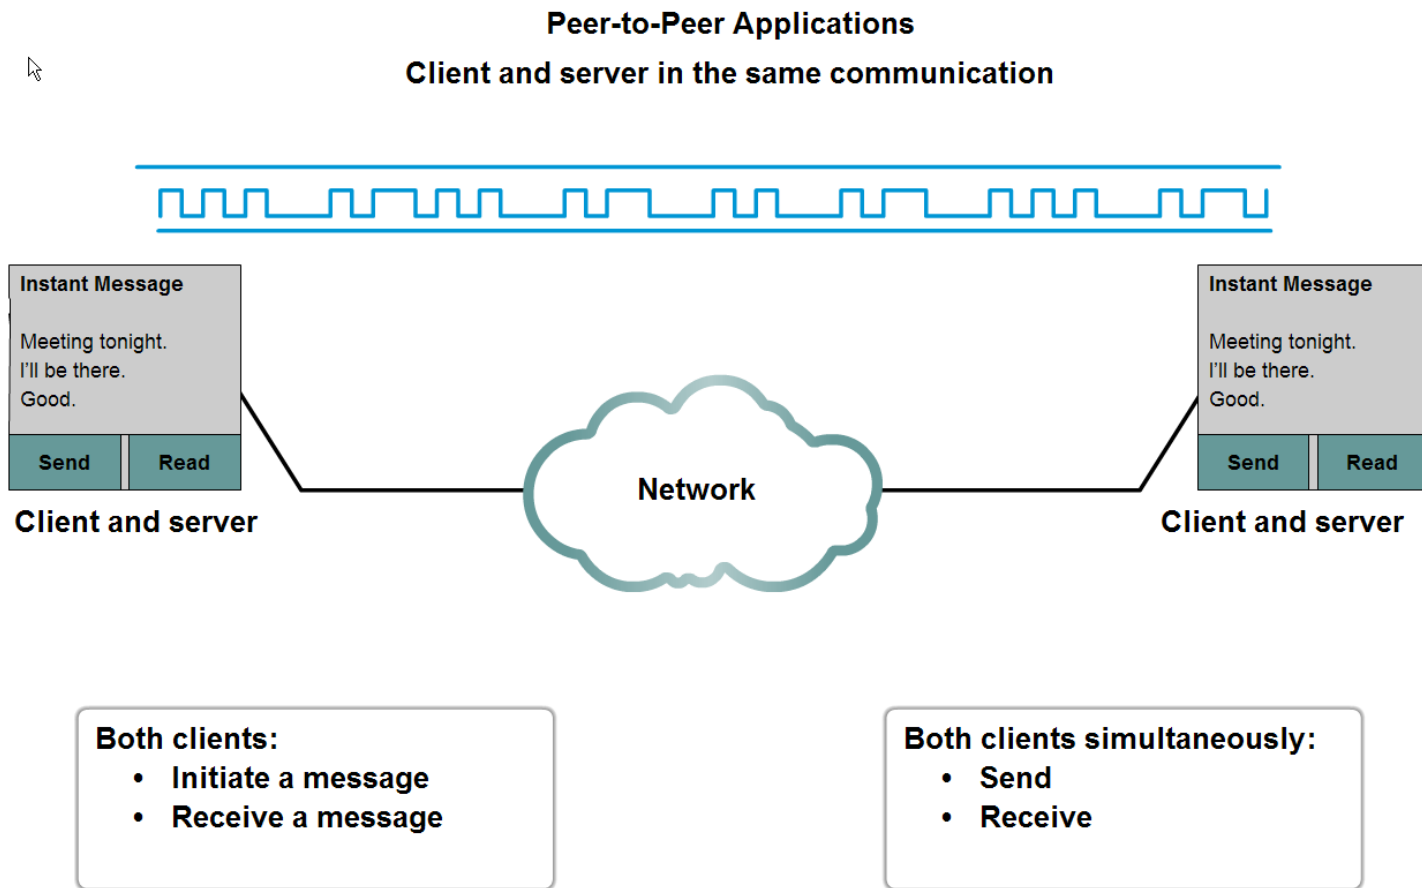 Peer-to-Peer Applications
Client and server in the same communication
Instant Message
Meeting tonight.
I'll be there.
Good.
Send Read
Client and server
Network
Instant Message
Meeting tonight.
I'll be there.
Good.
Send Read
Client and server
Both clients:
• Initiate a message
• Receive a message
Both clients simultaneously:
• Send
• Receive